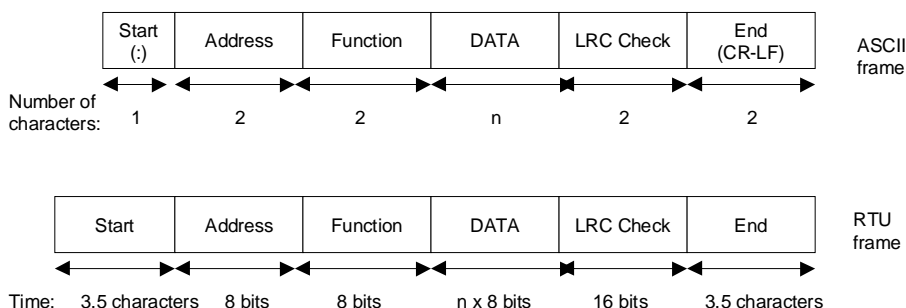 Start
(:)
Address
Function
DATA
LRC Check
End
(CR-LF)
ASCII
frame
Number of
characters:
1
2
2
n
2
2
Start
Address
Function
DATA
LRC Check
End
RTU
frame
Time:
3.5 characters
8 bits
8 bits
n x 8 bits
16 bits
3.5 characters